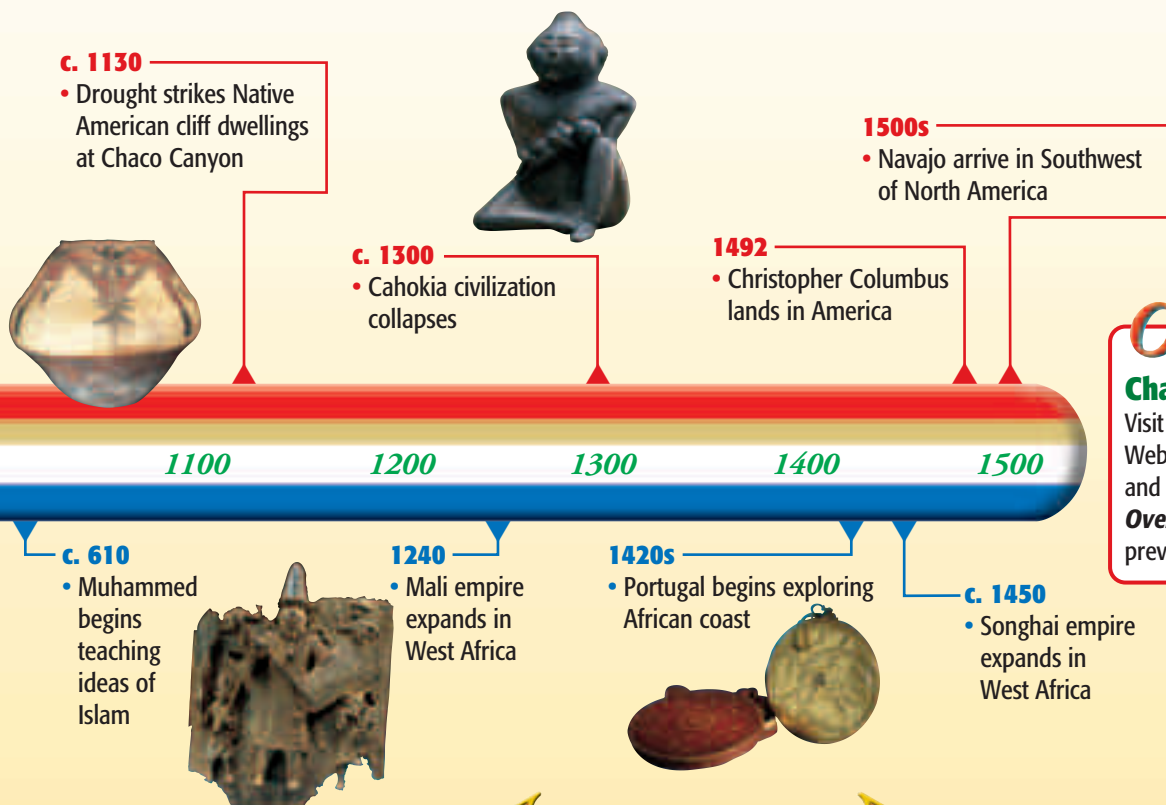 c. 1130
• Drought strikes Native
American cliff dwellings
at Chaco Canyon
c. 1300
• Cahokia civilization
collapses
1492
• Christopher Columbus
lands in America
1500s
• Navajo arrive in Southwest
of North America
1100 1200 1300 1400 1500
c. 610
• Muhammed
begins
teaching
ideas of
Islam
1240
• Mali empire
expands in
West Africa
1420s
• Portugal begins exploring
African coast
c. 1450
• Songhai empire
expands in
West Africa
Cha
Visit
Web
and
Over
prev